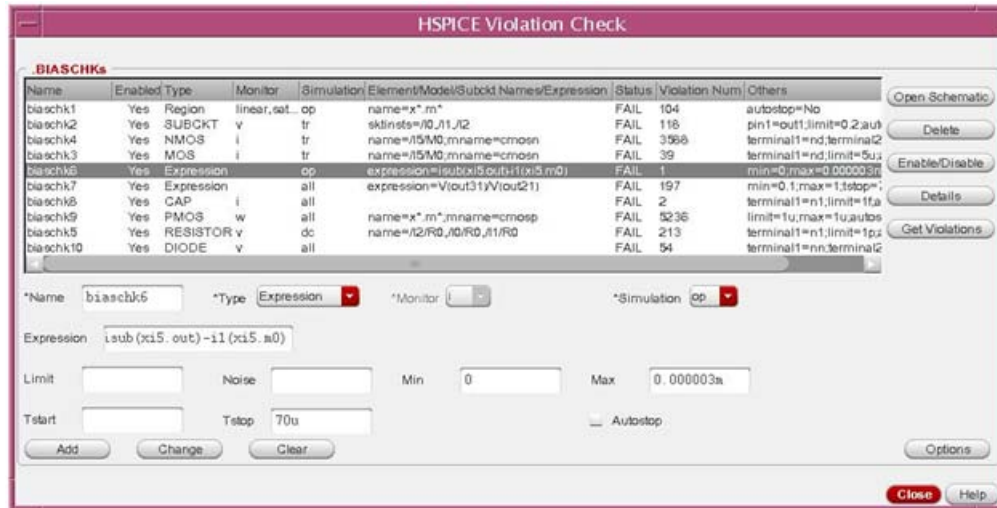 HSPICE Violation Check
.BIASCHKs
Name Enabled Type Monitor Simulation Element/Model/Subckt Names/Expression Status Violation Num Others
biaschk1 Yes Region linear,sat... op name=x*.m* FAIL 104 autostop=No
biaschk2 Yes SUBCKT v tr sktinsts=/I0,/I1,/I2 FAIL 116 pin1=out1;limit=0.2;aut
biaschk4 Yes NMOS i tr name=/I5/M0;mname=cmosn FAIL 3566 terminal1=nd;terminal2
biaschk3 Yes MOS i tr name=/I5/M0;mname=cmosn FAIL 39 terminal1=nd;limit=5u;
biaschk6 Yes Expression op expression=isub(xi5.out)-i1(xi5.m0) FAIL 1 min=0;max=0.000003m
biaschk7 Yes Expression all expression=V(out31)/V(out21) FAIL 197 min=0.1;max=1;tstop=
biaschk8 Yes CAP i all FAIL 2 terminal1=n1;limit=1f;a
biaschk9 Yes PMOS w all name=x*.m*;mname=cmosp FAIL 5236 limit=1u;max=1u;autos
biaschk5 Yes RESISTOR v dc name=/I2/R0,/I0/R0,/I1/R0 FAIL 213 terminal1=n1;limit=1p;
biaschk10 Yes DIODE v all FAIL 54 terminal1=nn;terminal2
Open Schematic
Delete
Enable/Disable
Details
Get Violations
*Name biaschk6 *Type Expression *Monitor i *Simulation op
Expression isub(xi5.out)-i1(xi5.m0)
Limit Noise Min 0 Max 0.000003m
Tstart Tstop 70u Autostop
Add Change Clear Options
Close Help